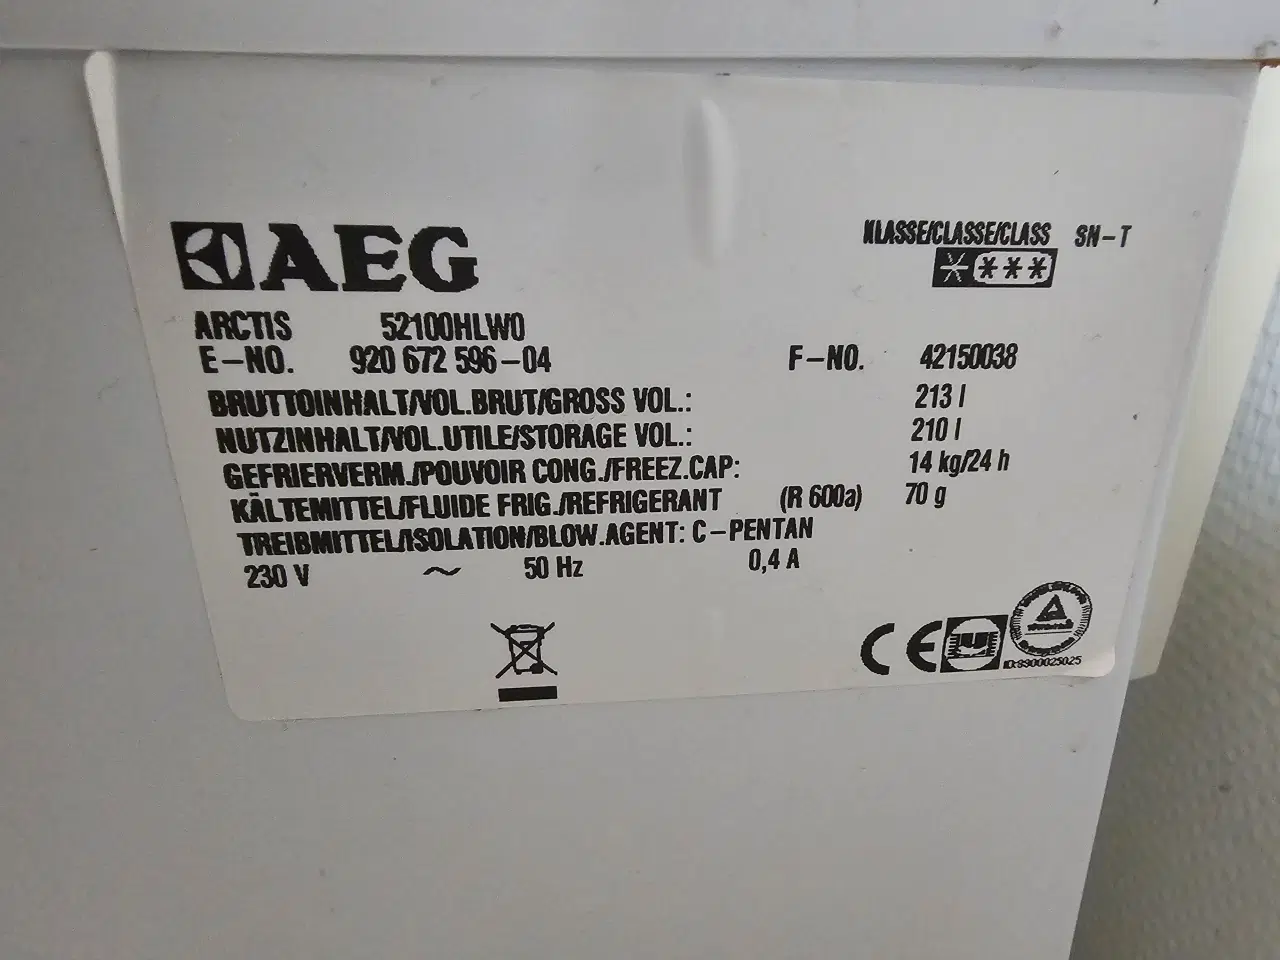 AEG
KLASSE/CLASSE/CLASS SN-T
ARCTIS 52100HLW0
E-NO. 920 672 596-04 F-NO. 42150038
BRUTTOINHALT/VOL.BRUT/GROSS VOL.: 213 l
NUTZINHALT/VOL.UTILE/STORAGE VOL.: 210 l
GEFRIERVERM./POUVOIR CONG./FREEZ.CAP: 14 kg/24 h
KÄLTEMITTEL/FLUIDE FRIG./REFRIGERANT (R 600a) 70 g
TREIBMITTEL/ISOLATION/BLOW.AGENT: C-PENTAN
230 V ~ 50 Hz 0,4 A
CE